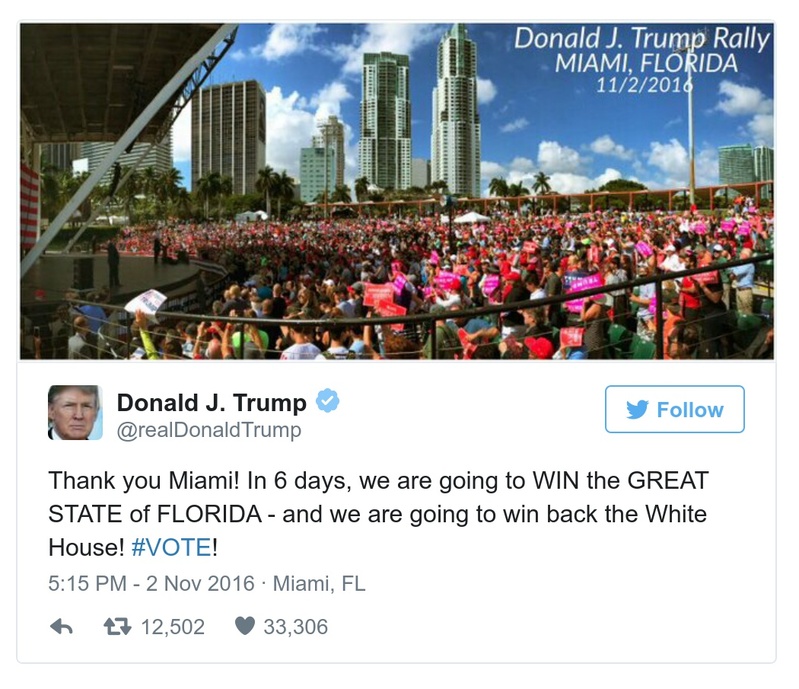 Donald J. Trump Rally
MIAMI, FLORIDA
11/2/2016
Donald J. Trump
@realDonaldTrump
Follow
Thank you Miami! In 6 days, we are going to WIN the GREAT
STATE of FLORIDA - and we are going to win back the White
House! #VOTE!
5:15 PM - 2 Nov 2016 · Miami, FL
12,502
33,306